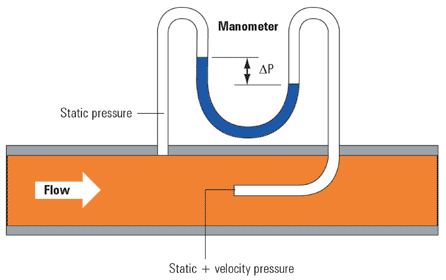 Manometer
ΔP
Static pressure
Flow
Static + velocity pressure